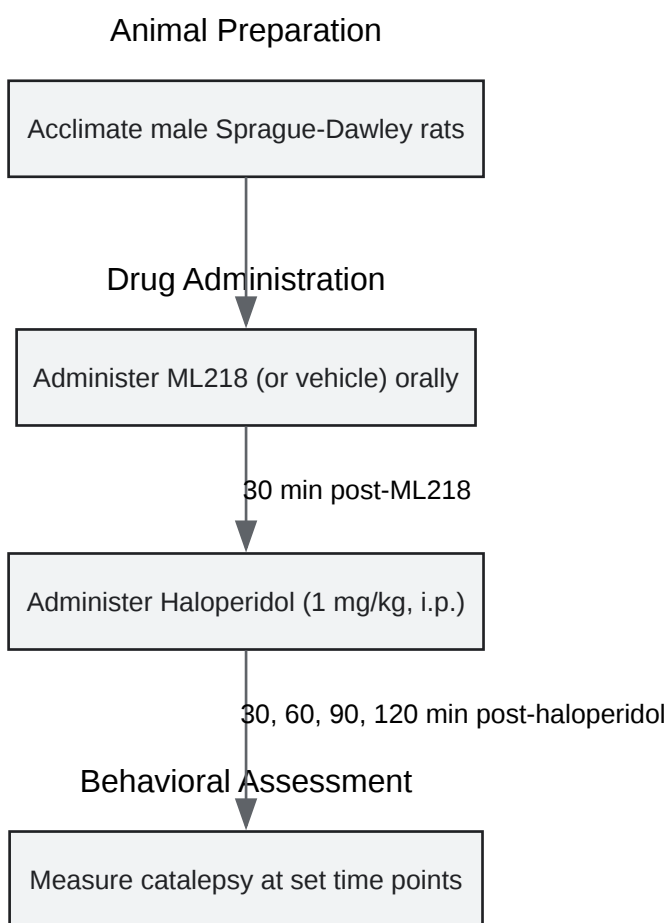 Animal Preparation
Acclimate male Sprague-Dawley rats
Drug Administration
Administer ML218 (or vehicle) orally
30 min post-ML218
Administer Haloperidol (1 mg/kg, i.p.)
30, 60, 90, 120 min post-haloperidol
Behavioral Assessment
Measure catalepsy at set time points